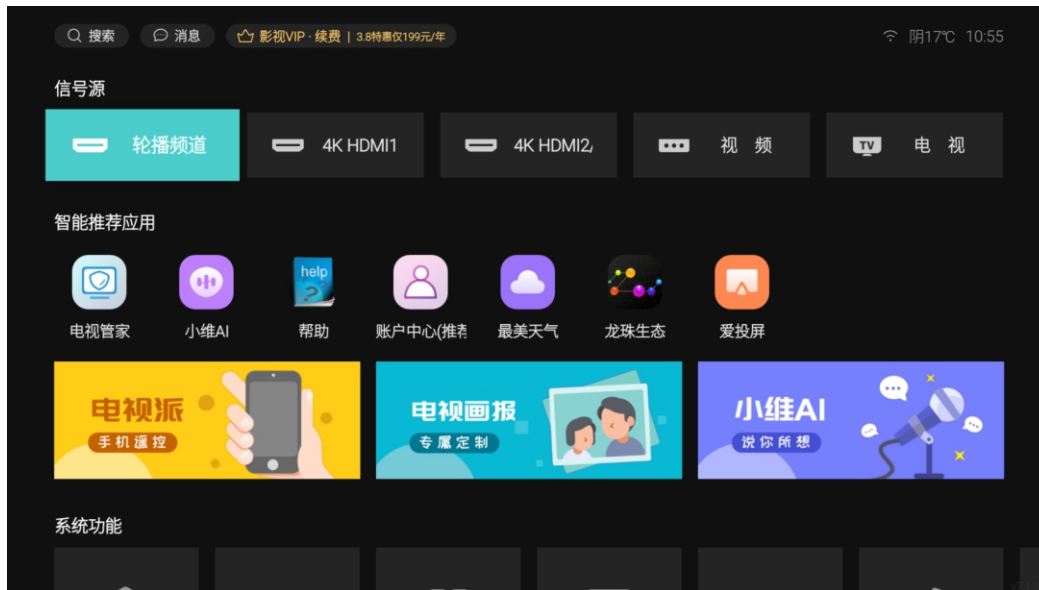 搜索
消息
影视VIP · 续费 | 3.8特惠仅199元/年
阴17℃ 10:55
信号源
轮播频道
4K HDMI1
4K HDMI2/
视 频
TV
电 视
智能推荐应用
help
?
电视管家
小维AI
帮助
账户中心(推荐
最美天气
龙珠生态
爱投屏
电视派
手机遥控
电视画报
专属定制
小维AI
说你所想
系统功能